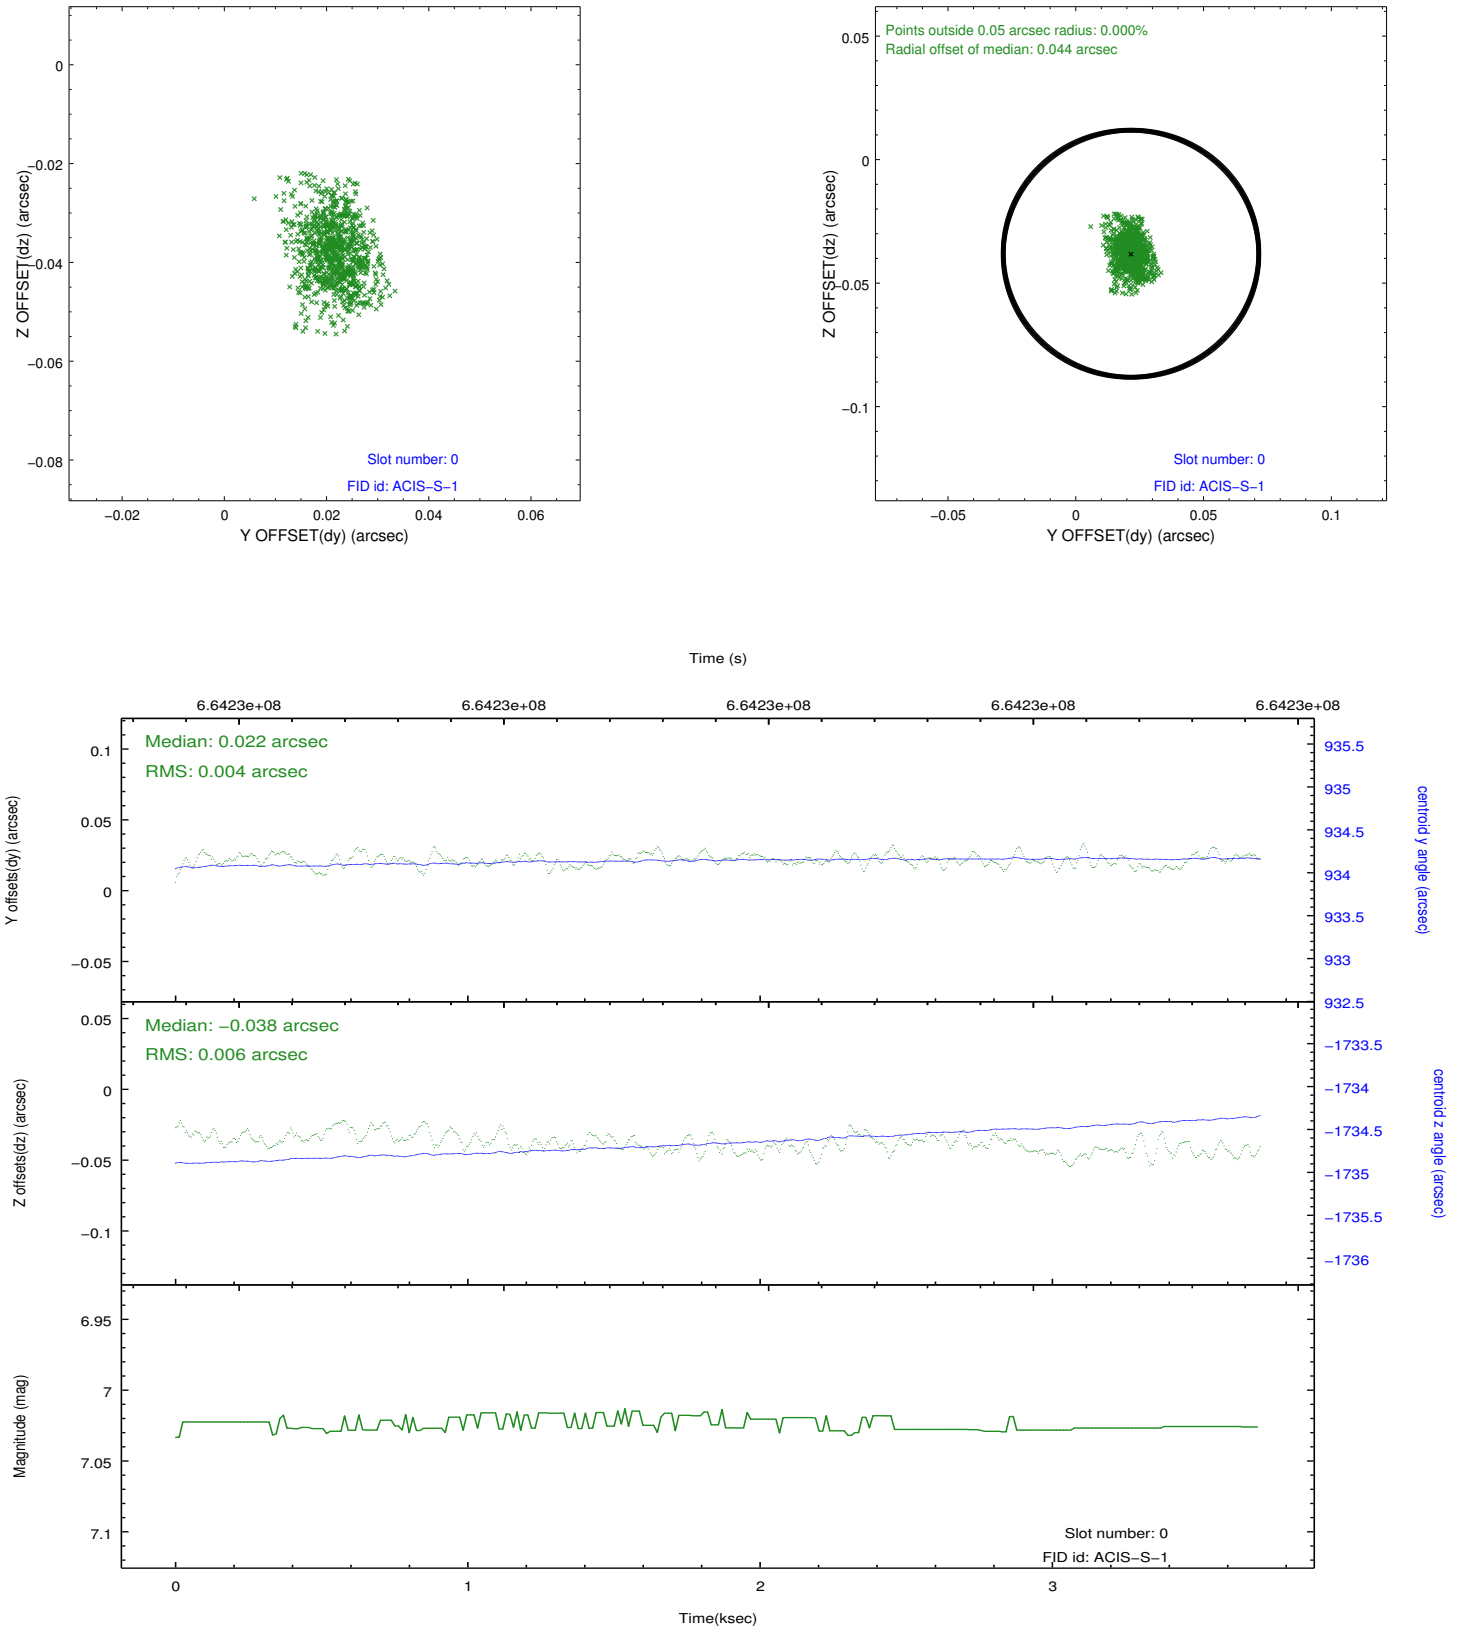 0
−0.02
−0.04
−0.06
−0.08
Z OFFSET(dz) (arcsec)
Slot number: 0
FID id: ACIS−S−1
−0.02 0 0.02 0.04 0.06
Y OFFSET(dy) (arcsec)
Points outside 0.05 arcsec radius: 0.000%
Radial offset of median: 0.044 arcsec
0.05
0
−0.05
−0.1
Z OFFSET(dz) (arcsec)
Slot number: 0
FID id: ACIS−S−1
−0.05 0 0.05 0.1
Y OFFSET(dy) (arcsec)
Time (s)
6.6423e+08 6.6423e+08 6.6423e+08 6.6423e+08 6.6423e+08
Median: 0.022 arcsec
RMS: 0.004 arcsec
0.1
0.05
0
−0.05
Y offsets(dy) (arcsec)
935.5
935
934.5
934
933.5
933
932.5
centroid y angle (arcsec)
Median: −0.038 arcsec
RMS: 0.006 arcsec
0.05
0
−0.05
−0.1
Z offsets(dz) (arcsec)
−1733.5
−1734
−1734.5
−1735
−1735.5
−1736
centroid z angle (arcsec)
6.95
7
7.05
7.1
Magnitude (mag)
Slot number: 0
FID id: ACIS−S−1
0 1 2 3
Time(ksec)